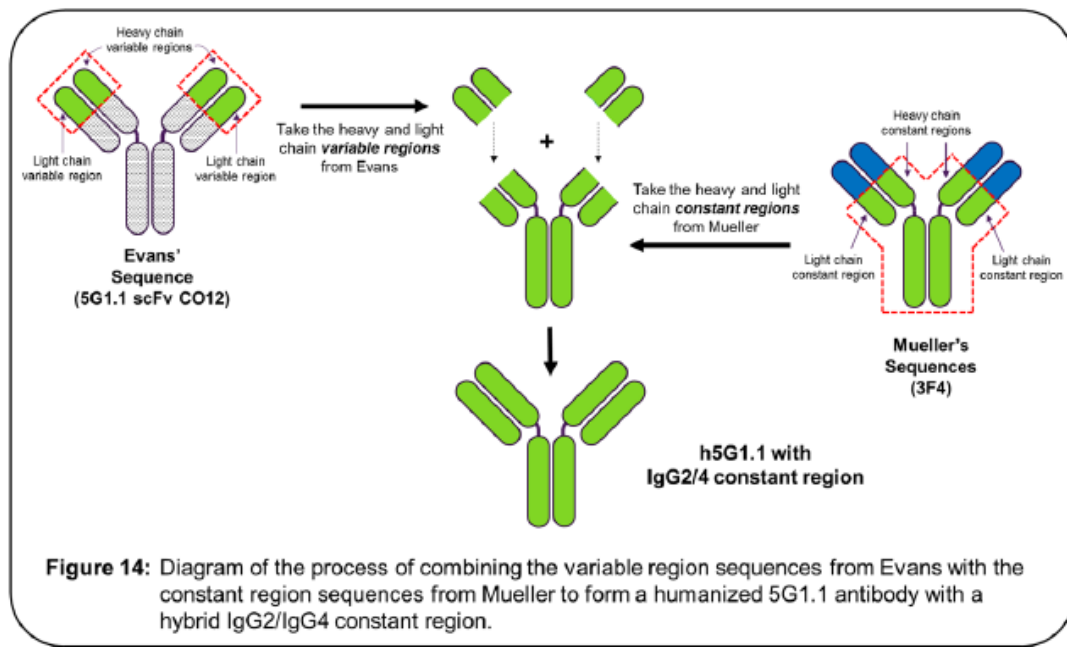 Heavy chain
variable regions
Light chain
variable region
Light chain
variable region
Evans'
Sequence
(5G1.1 scFv CO12)
Take the heavy and light
chain variable regions
from Evans
+
Take the heavy and light
chain constant regions
from Mueller
Heavy chain
constant regions
Light chain
constant region
Light chain
constant region
Mueller's
Sequences
(3F4)
h5G1.1 with
IgG2/4 constant region
Figure 14: Diagram of the process of combining the variable region sequences from Evans with the
constant region sequences from Mueller to form a humanized 5G1.1 antibody with a
hybrid IgG2/IgG4 constant region.